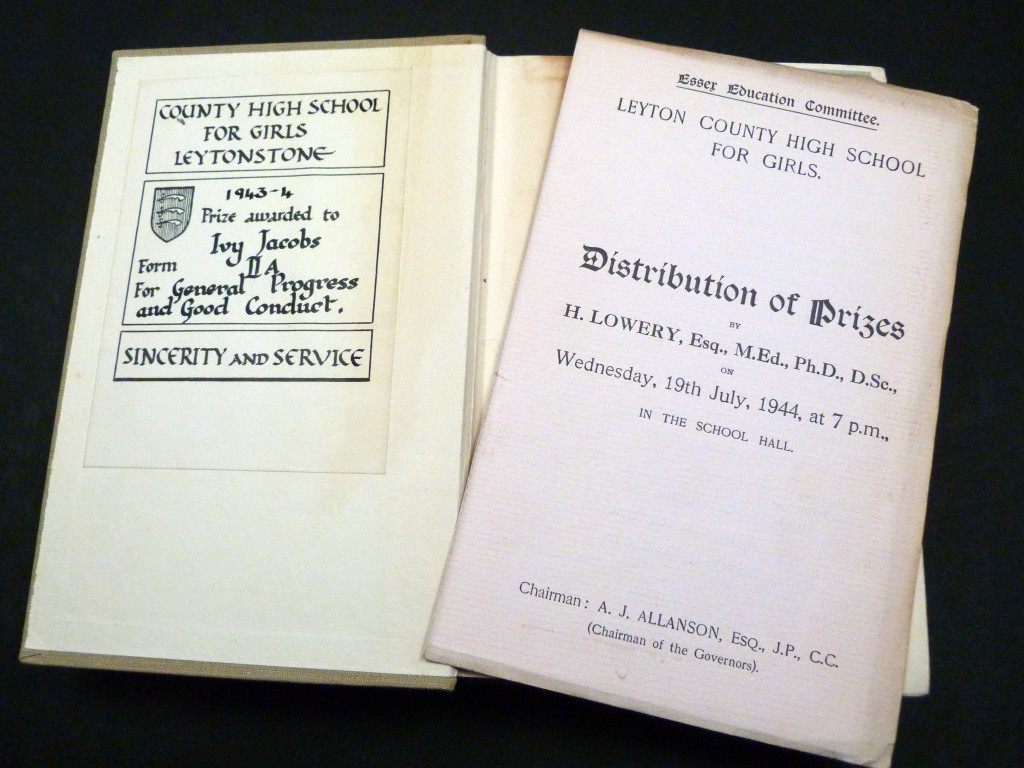 COUNTY HIGH SCHOOL
FOR GIRLS
LEYTONSTONE
1943-4
Prize awarded to
Ivy Jacobs
Form II A
For General Progress
and Good Conduct.
SINCERITY AND SERVICE
Essex Education Committee.
LEYTON COUNTY HIGH SCHOOL
FOR GIRLS.
Distribution of Prizes
BY
H. LOWERY, Esq., M.Ed., Ph.D., D.Sc.,
ON
Wednesday, 19th July, 1944, at 7 p.m.,
IN THE SCHOOL HALL.
Chairman: A. J. ALLANSON, ESQ., J.P., C.C.
(Chairman of the Governors).